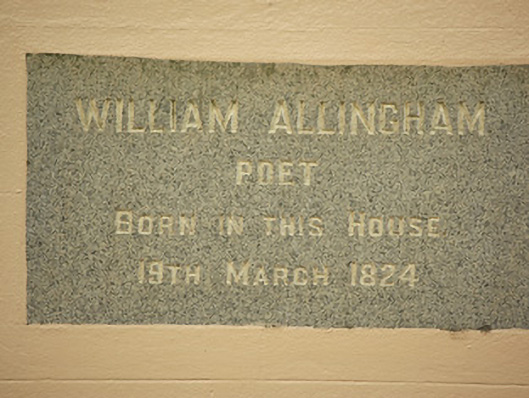 WILLIAM ALLINGHAM
POET
BORN IN THIS HOUSE
19TH MARCH 1824